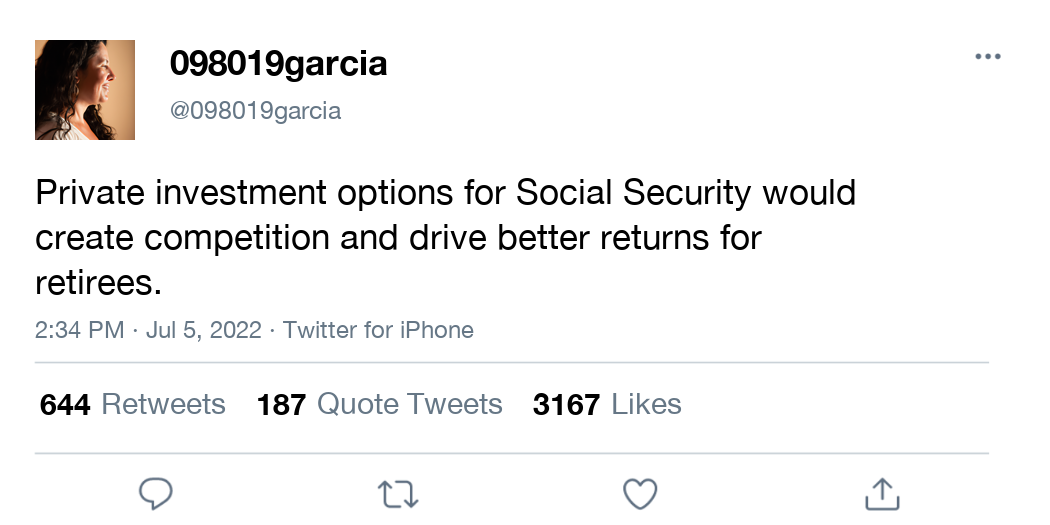 098019garcia
@098019garcia
Private investment options for Social Security would
create competition and drive better returns for
retirees.
2:34 PM · Jul 5, 2022 · Twitter for iPhone
644 Retweets 187 Quote Tweets 3167 Likes